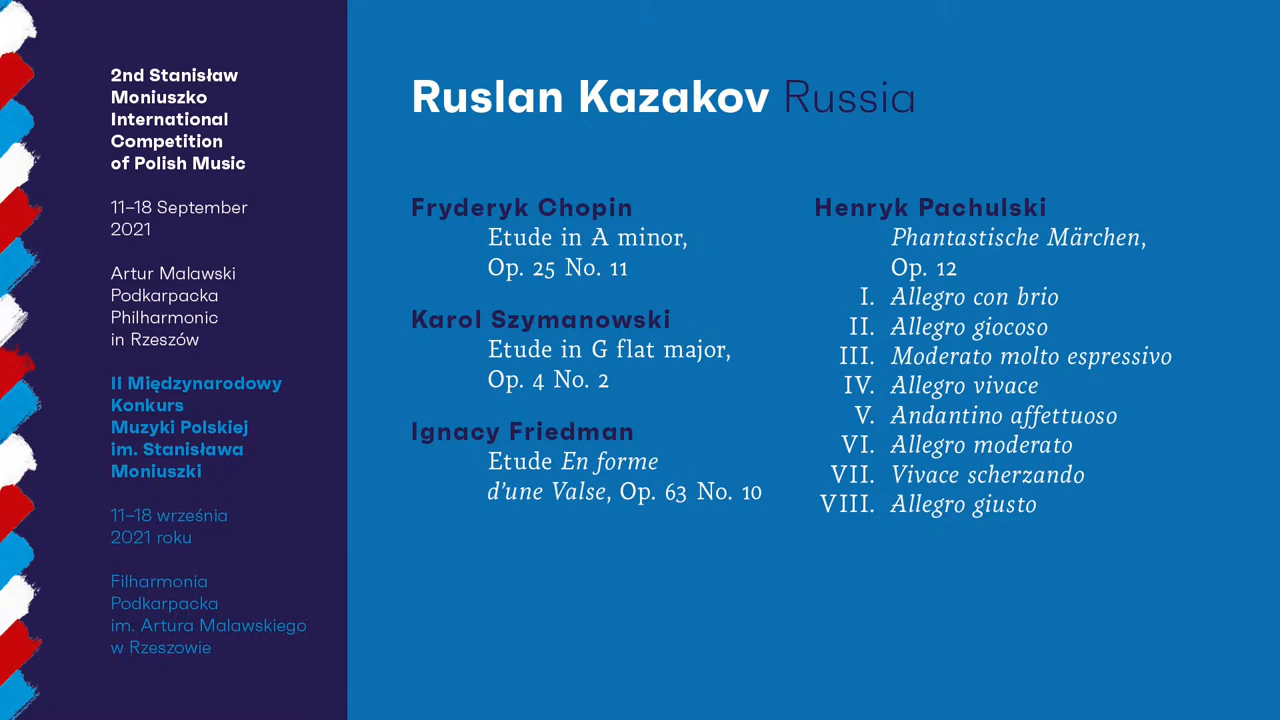 2nd Stanisław
Moniuszko
International
Competition
of Polish Music
11–18 September
2021
Artur Malawski
Podkarpacka
Philharmonic
in Rzeszów
II Międzynarodowy
Konkurs
Muzyki Polskiej
im. Stanisława
Moniuszki
11–18 września
2021 roku
Filharmonia
Podkarpacka
im. Artura Malawskiego
w Rzeszowie
Ruslan Kazakov Russia
Fryderyk Chopin
Etude in A minor,
Op. 25 No. 11
Karol Szymanowski
Etude in G flat major,
Op. 4 No. 2
Ignacy Friedman
Etude En forme
d’une Valse, Op. 63 No. 10
Henryk Pachulski
Phantastische Märchen,
Op. 12
I. Allegro con brio
II. Allegro giocoso
III. Moderato molto espressivo
IV. Allegro vivace
V. Andantino affettuoso
VI. Allegro moderato
VII. Vivace scherzando
VIII. Allegro giusto